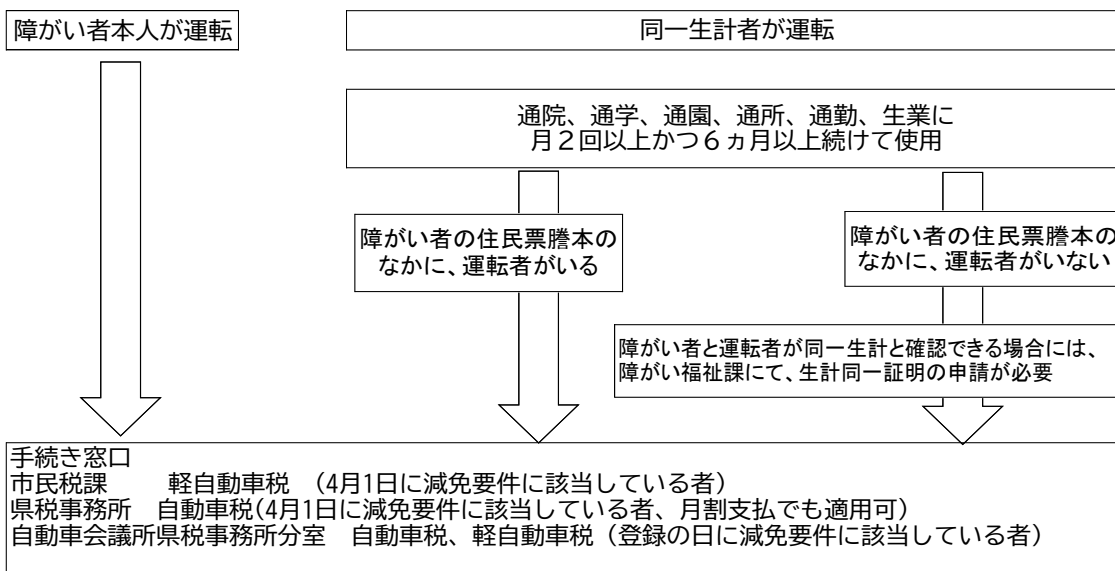 障がい者本人が運転
同一生計者が運転
通院、通学、通園、通所、通勤、生業に
月２回以上かつ６ヵ月以上続けて使用
障がい者の住民票謄本の
なかに、運転者がいる
障がい者の住民票謄本の
なかに、運転者がいない
障がい者と運転者が同一生計と確認できる場合には、
障がい福祉課にて、生計同一証明の申請が必要
手続き窓口
市民税課　　軽自動車税　（4月1日に減免要件に該当している者）
県税事務所　自動車税（4月1日に減免要件に該当している者、月割支払でも適用可）
自動車会議所県税事務所分室　自動車税、軽自動車税（登録の日に減免要件に該当している者）